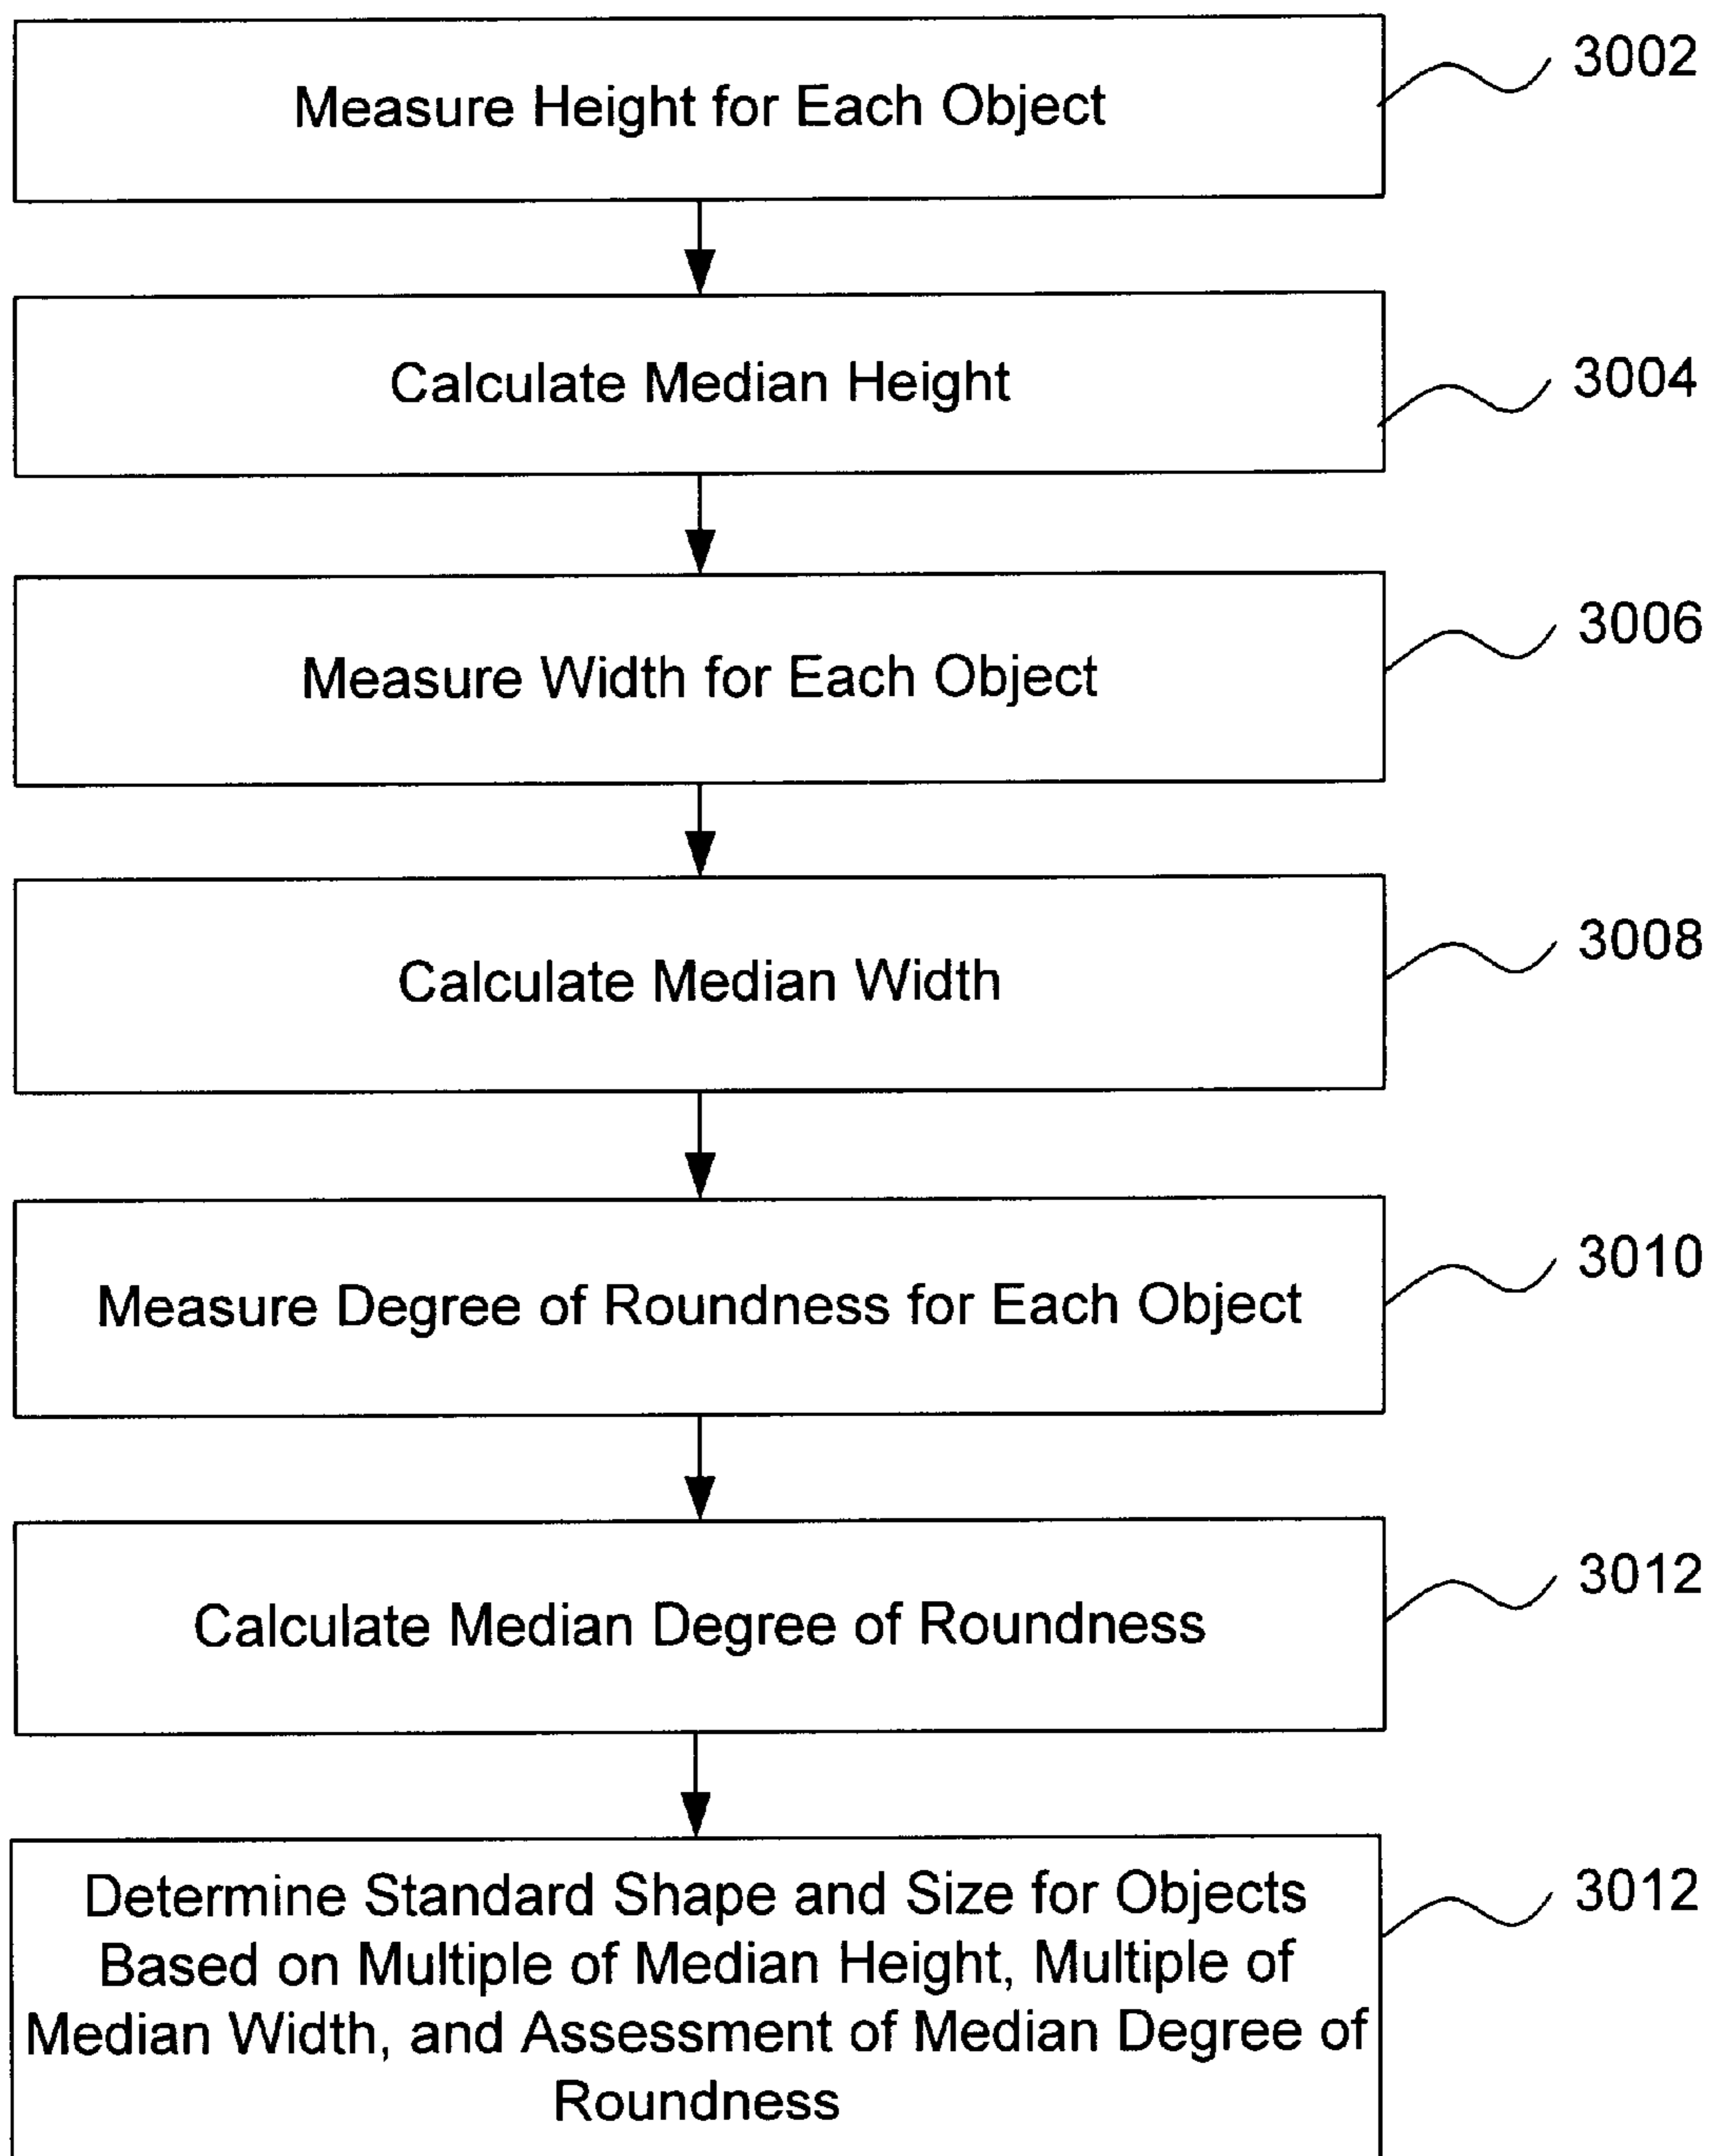 Measure Height for Each Object
3002
Calculate Median Height
3004
Measure Width for Each Object
3006
Calculate Median Width
3008
Measure Degree of Roundness for Each Object
3010
Calculate Median Degree of Roundness
3012
Determine Standard Shape and Size for Objects
Based on Multiple of Median Height, Multiple of
Median Width, and Assessment of Median Degree of
Roundness
3012